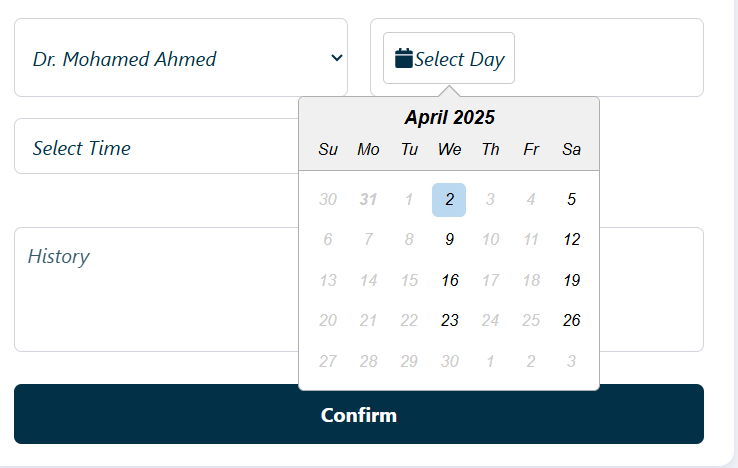 Dr. Mohamed Ahmed
Select Day
Select Time
April 2025
Su Mo Tu We Th Fr Sa
30 31 1 2 3 4 5
6 7 8 9 10 11 12
13 14 15 16 17 18 19
20 21 22 23 24 25 26
27 28 29 30 1 2 3
History
Confirm